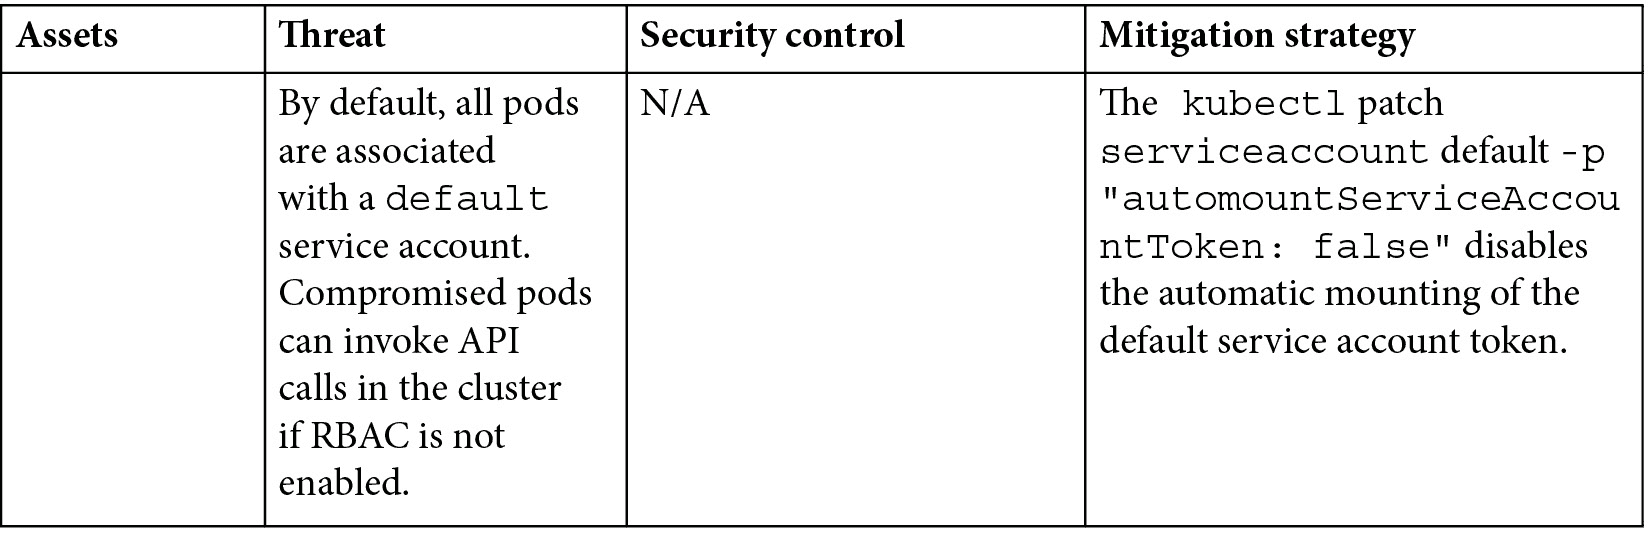 Assets Threat Security control Mitigation strategy
By default, all pods
are associated
with a default
service account.
Compromised pods
can invoke API
calls in the cluster
if RBAC is not
enabled.
N/A
The kubectl patch
serviceaccount default -p
"automountServiceAccou
ntToken: false" disables
the automatic mounting of the
default service account token.